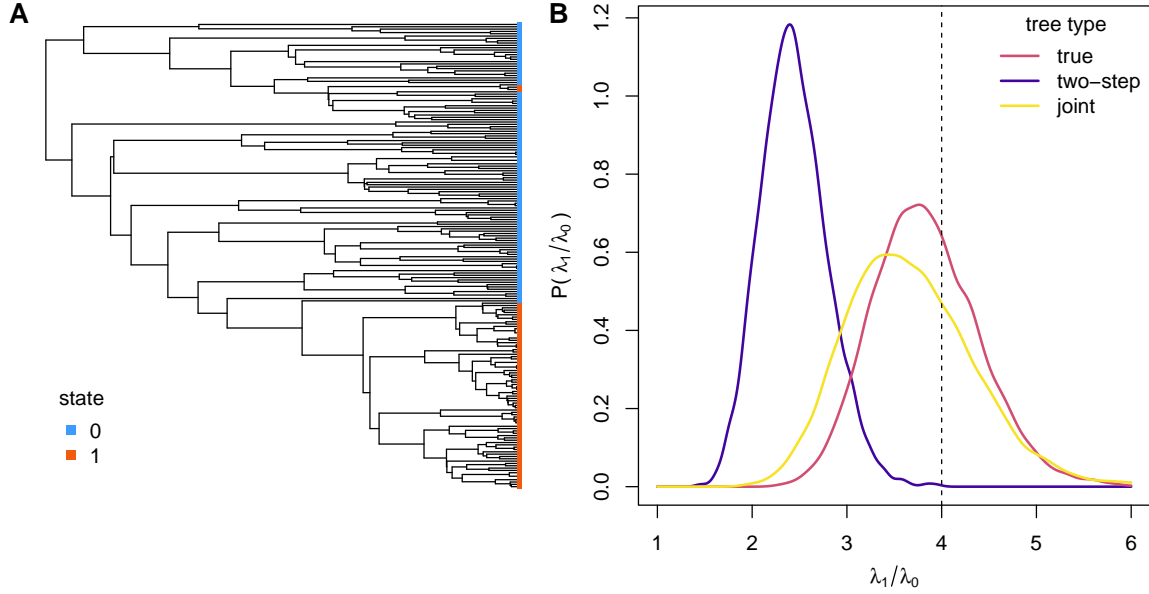 A
state
0
1
B
tree type
true
two−step
joint
P( λ₁/λ₀)
0.0 0.2 0.4 0.6 0.8 1.0 1.2
1 2 3 4 5 6
λ₁/λ₀